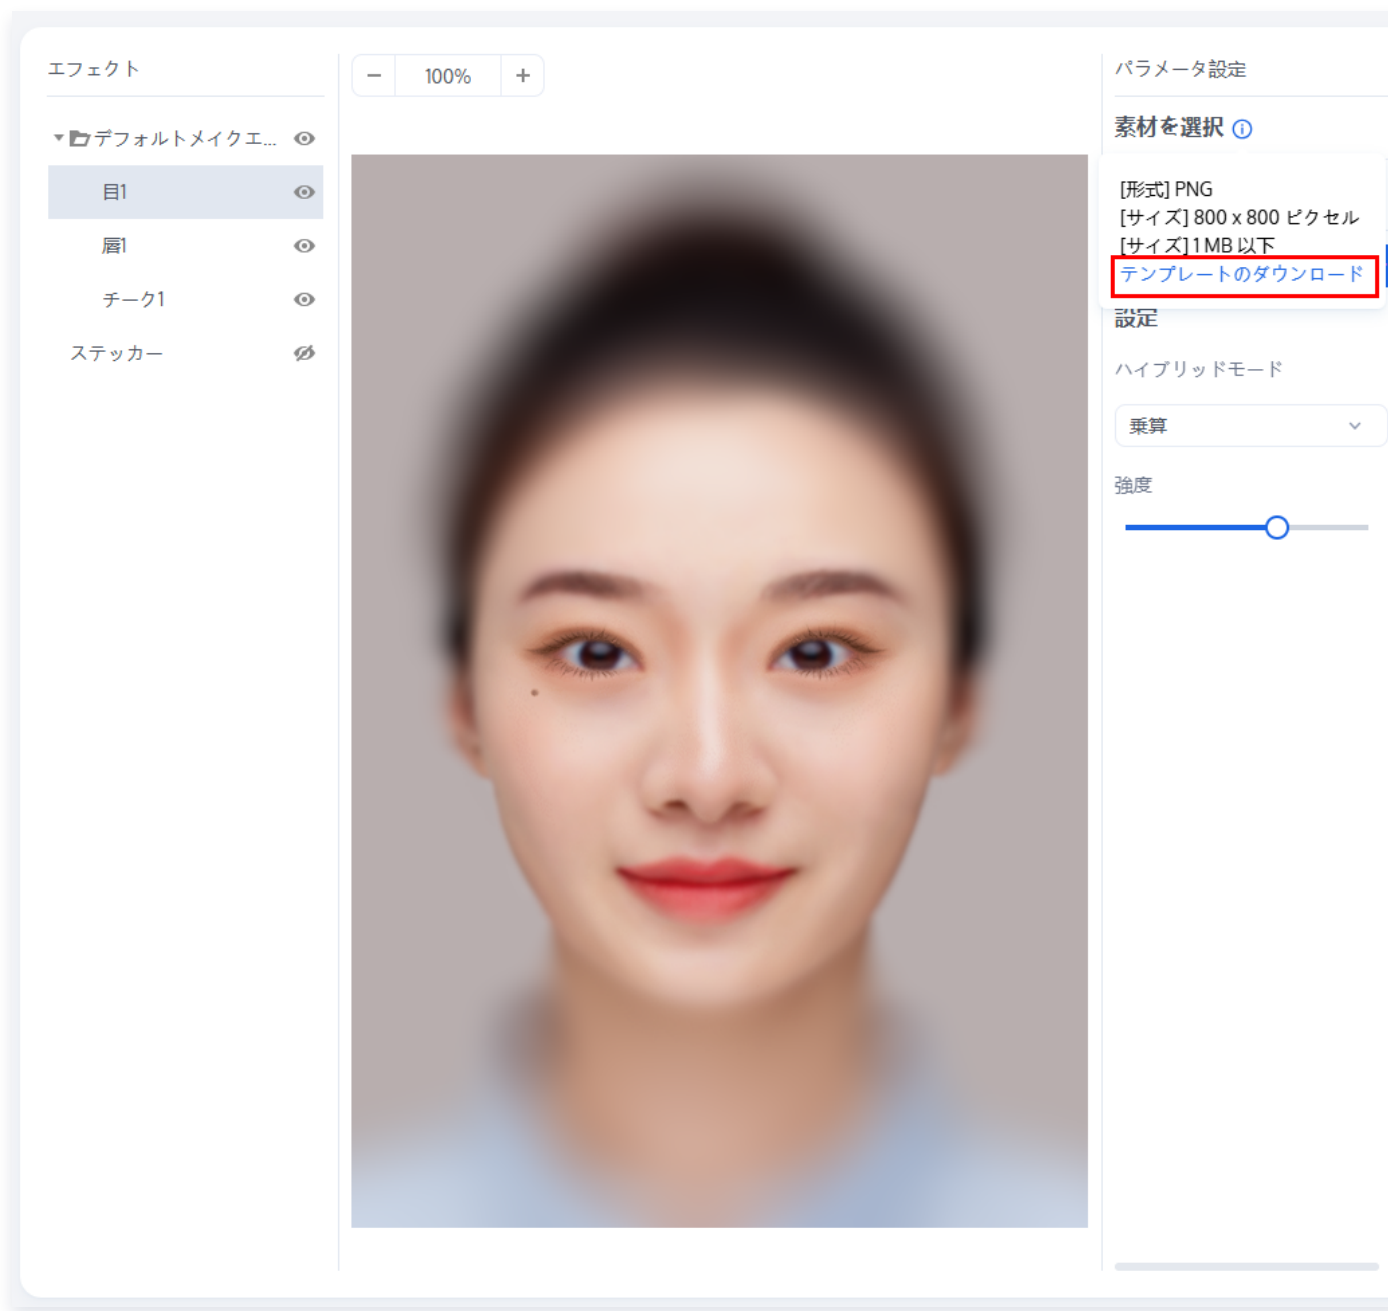 エフェクト
デフォルトメイクエ...
目1
唇1
チーク1
ステッカー
− 100% +
パラメータ設定
素材を選択
[形式] PNG
[サイズ] 800 x 800 ピクセル
[サイズ] 1 MB 以下
テンプレートのダウンロード
設定
ハイブリッドモード
乗算
強度